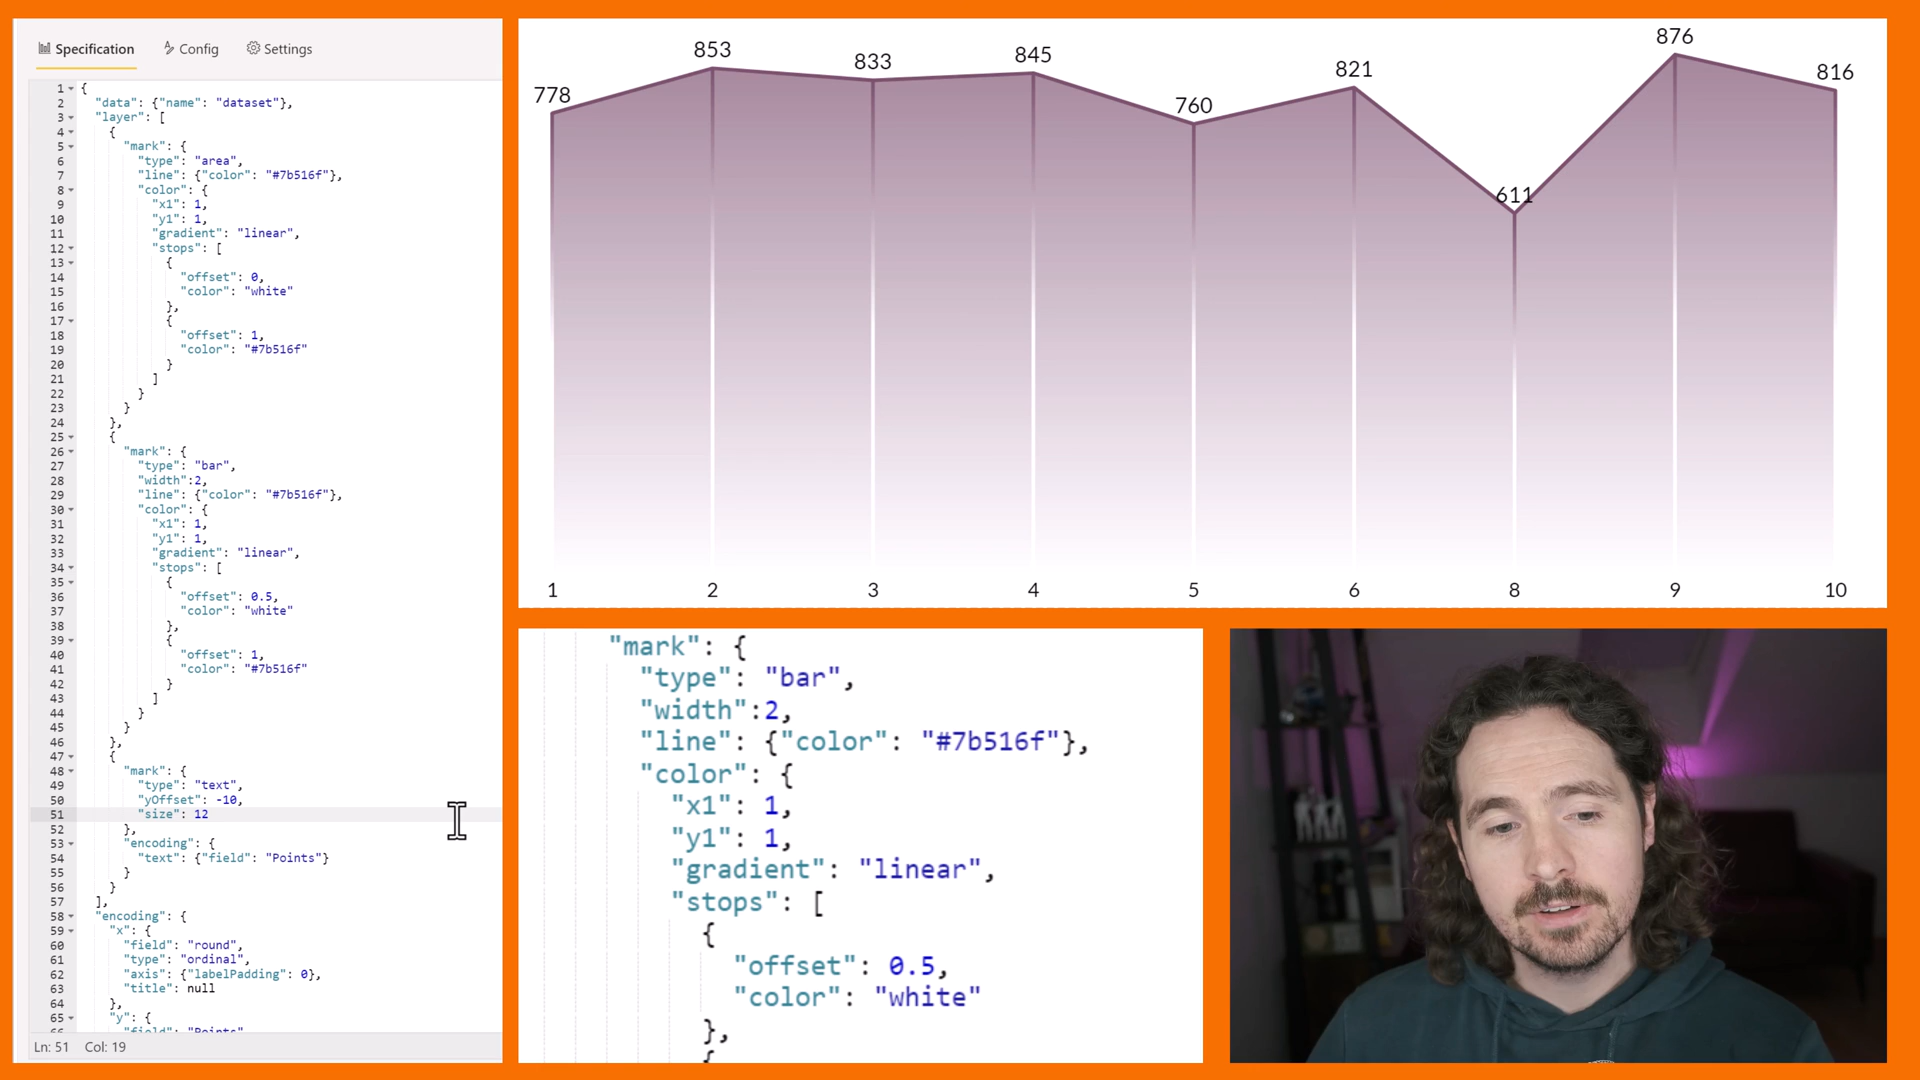 Specification Config Settings
1 {
2 "data": {"name": "dataset"},
3 "layer": [
4 {
5 "mark": {
6 "type": "area",
7 "line": {"color": "#7b516f"},
8 "color": {
9 "x1": 1,
10 "y1": 1,
11 "gradient": "linear",
12 "stops": [
13 {
14 "offset": 0,
15 "color": "white"
16 },
17 {
18 "offset": 1,
19 "color": "#7b516f"
20 }
21 ]
22 }
23 }
24 },
25 {
26 "mark": {
27 "type": "bar",
28 "width":2,
29 "line": {"color": "#7b516f"},
30 "color": {
31 "x1": 1,
32 "y1": 1,
33 "gradient": "linear",
34 "stops": [
35 {
36 "offset": 0.5,
37 "color": "white"
38 },
39 {
40 "offset": 1,
41 "color": "#7b516f"
42 }
43 ]
44 }
45 }
46 },
47 {
48 "mark": {
49 "type": "text",
50 "yOffset": -10,
51 "size": 12
52 },
53 "encoding": {
54 "text": {"field": "Points"}
55 }
56 }
57 ],
58 "encoding": {
59 "x": {
60 "field": "round",
61 "type": "ordinal",
62 "axis": {"labelPadding": 0},
63 "title": null
64 },
65 "y": {
66 "field": "Points"
Ln: 51 Col: 19
778 853 833 845 760 821 611 876 816
1 2 3 4 5 6 8 9 10
"mark": {
"type": "bar",
"width":2,
"line": {"color": "#7b516f"},
"color": {
"x1": 1,
"y1": 1,
"gradient": "linear",
"stops": [
{
"offset": 0.5,
"color": "white"
},
{